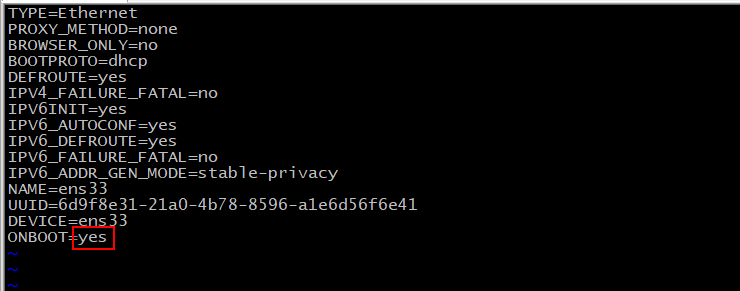 TYPE=Ethernet
PROXY_METHOD=none
BROWSER_ONLY=no
BOOTPROTO=dhcp
DEFROUTE=yes
IPV4_FAILURE_FATAL=no
IPV6INIT=yes
IPV6_AUTOCONF=yes
IPV6_DEFROUTE=yes
IPV6_FAILURE_FATAL=no
IPV6_ADDR_GEN_MODE=stable-privacy
NAME=ens33
UUID=6d9f8e31-21a0-4b78-8596-a1e6d56f6e41
DEVICE=ens33
ONBOOT=yes
~
~
~